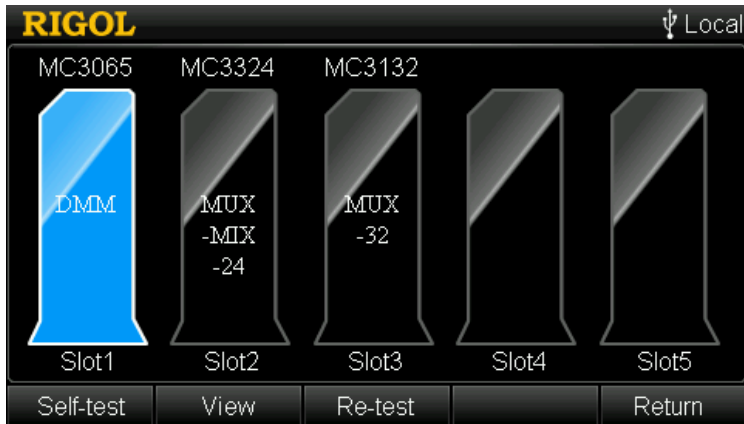 RIGOL
Local
MC3065 MC3324 MC3132
DMM
MUX
-MIX
-24
MUX
-32
Slot1 Slot2 Slot3 Slot4 Slot5
Self-test View Re-test Return